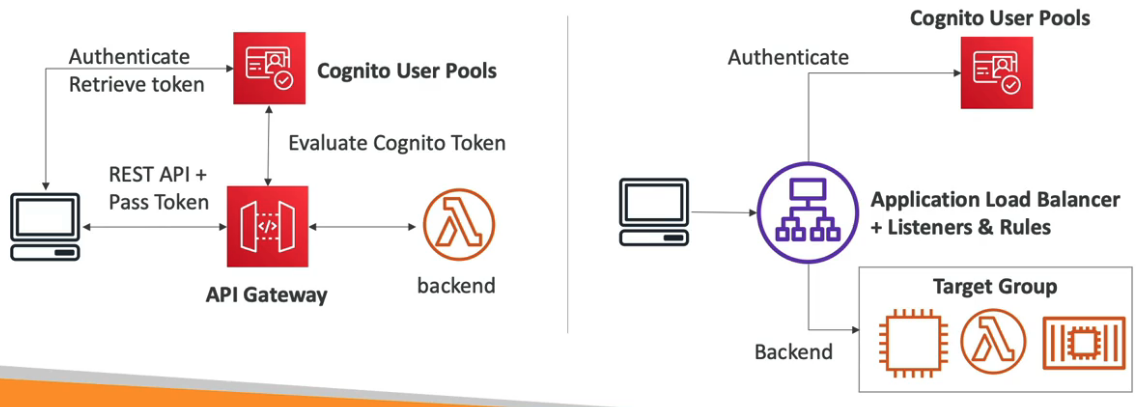 Authenticate
Retrieve token
Cognito User Pools
Evaluate Cognito Token
REST API +
Pass Token
</>
API Gateway
backend
Cognito User Pools
Authenticate
Application Load Balancer
+ Listeners & Rules
Target Group
Backend